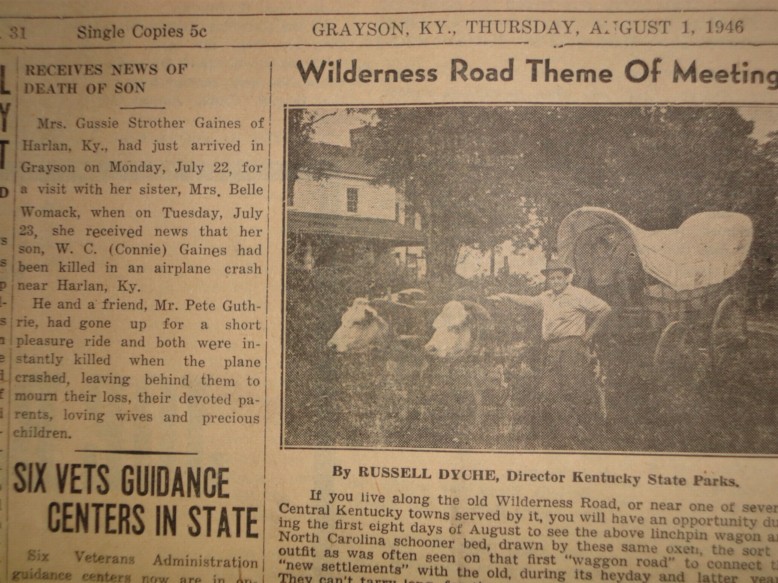 31 Single Copies 5c GRAYSON, KY., THURSDAY, AUGUST 1, 1946
RECEIVES NEWS OF
DEATH OF SON
Mrs. Gussie Strother Gaines of
Harlan, Ky., had just arrived in
Grayson on Monday, July 22, for
a visit with her sister, Mrs. Belle
Womack, when on Tuesday, July
23, she received news that her
son, W. C. (Connie) Gaines had
been killed in an airplane crash
near Harlan, Ky.
He and a friend, Mr. Pete Guth-
rie, had gone up for a short
pleasure ride and both were in-
stantly killed when the plane
crashed, leaving behind them to
mourn their loss, their devoted pa-
rents, loving wives and precious
children.
SIX VETS GUIDANCE
CENTERS IN STATE
Six Veterans Administration
guidance centers now are in
Wilderness Road Theme Of Meeting
By RUSSELL DYCHE, Director Kentucky State Parks.
If you live along the old Wilderness Road, or near one of
Central Kentucky towns served by it, you will have an opportunity
ing the first eight days of August to see the above linchpin wagon
North Carolina schooner bed, drawn by these same oxen, the sort
outfit as was often seen on that first "waggon road" to connect
"new settlements" with the old, during its heyday and
They can't